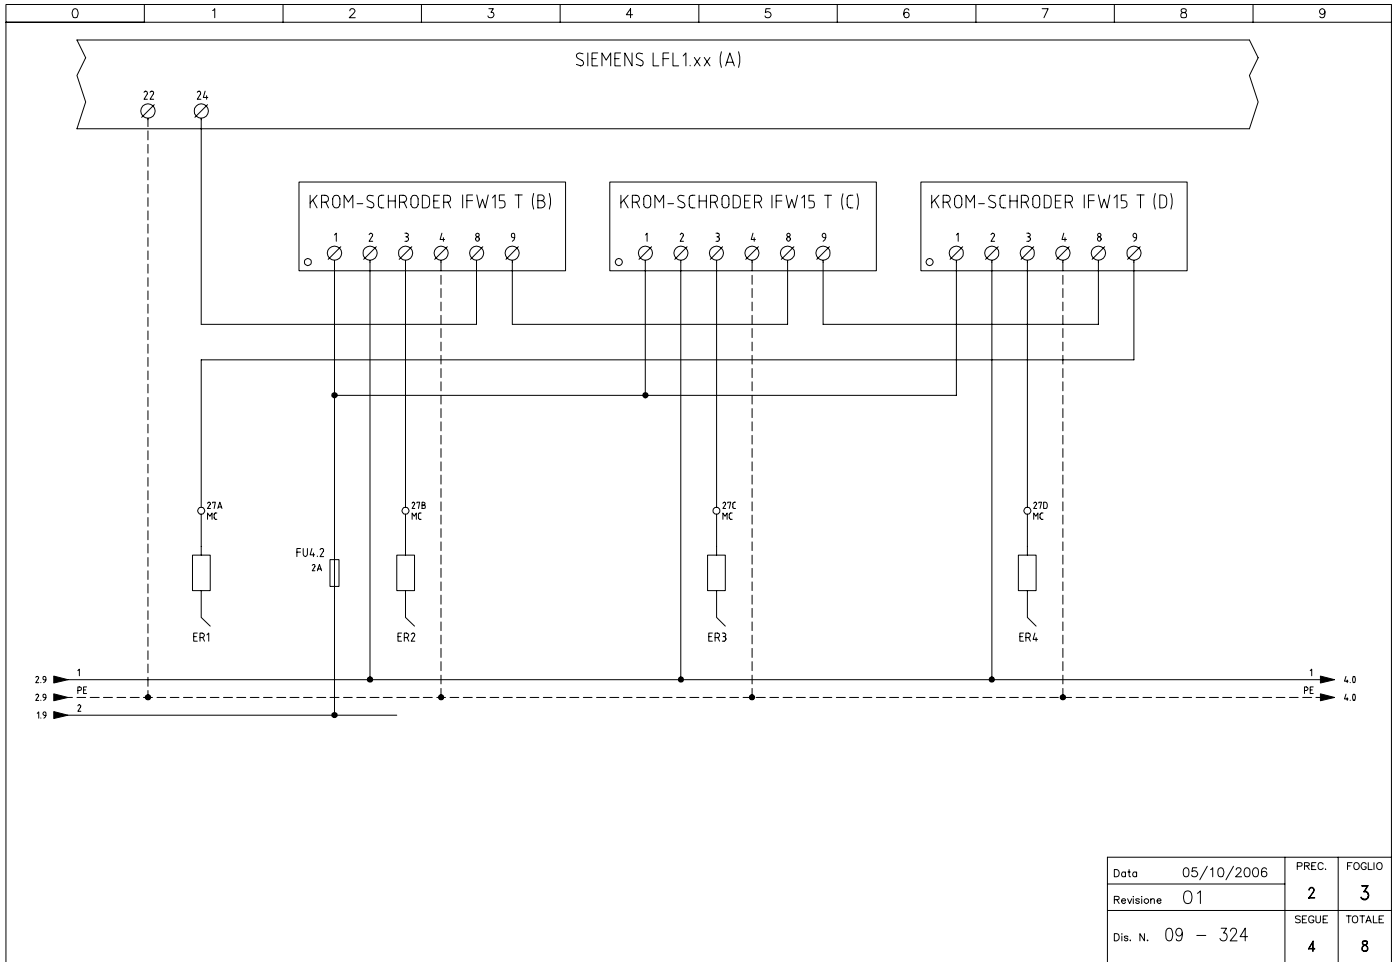 0 1 2 3 4 5 6 7 8 9
SIEMENS LFL1.xx (A)
22 24
KROM-SCHRODER IFW15 T (B) KROM-SCHRODER IFW15 T (C) KROM-SCHRODER IFW15 T (D)
1 2 3 4 8 9 1 2 3 4 8 9 1 2 3 4 8 9
27A 27B 27C 27D
MC MC MC MC
FU4.2
2A
ER1 ER2 ER3 ER4
2.9 1 1 4.0
2.9 PE PE 4.0
1.9 2
Data 05/10/2006 PREC. FOGLIO
Revisione 01 2 3
SEGUE TOTALE
Dis. N. 09 - 324 4 8